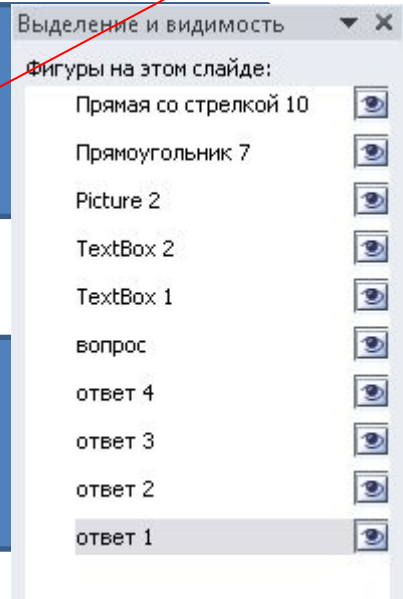 Выделение и видимость
Фигуры на этом слайде:
Прямая со стрелкой 10
Прямоугольник 7
Picture 2
TextBox 2
TextBox 1
вопрос
ответ 4
ответ 3
ответ 2
ответ 1